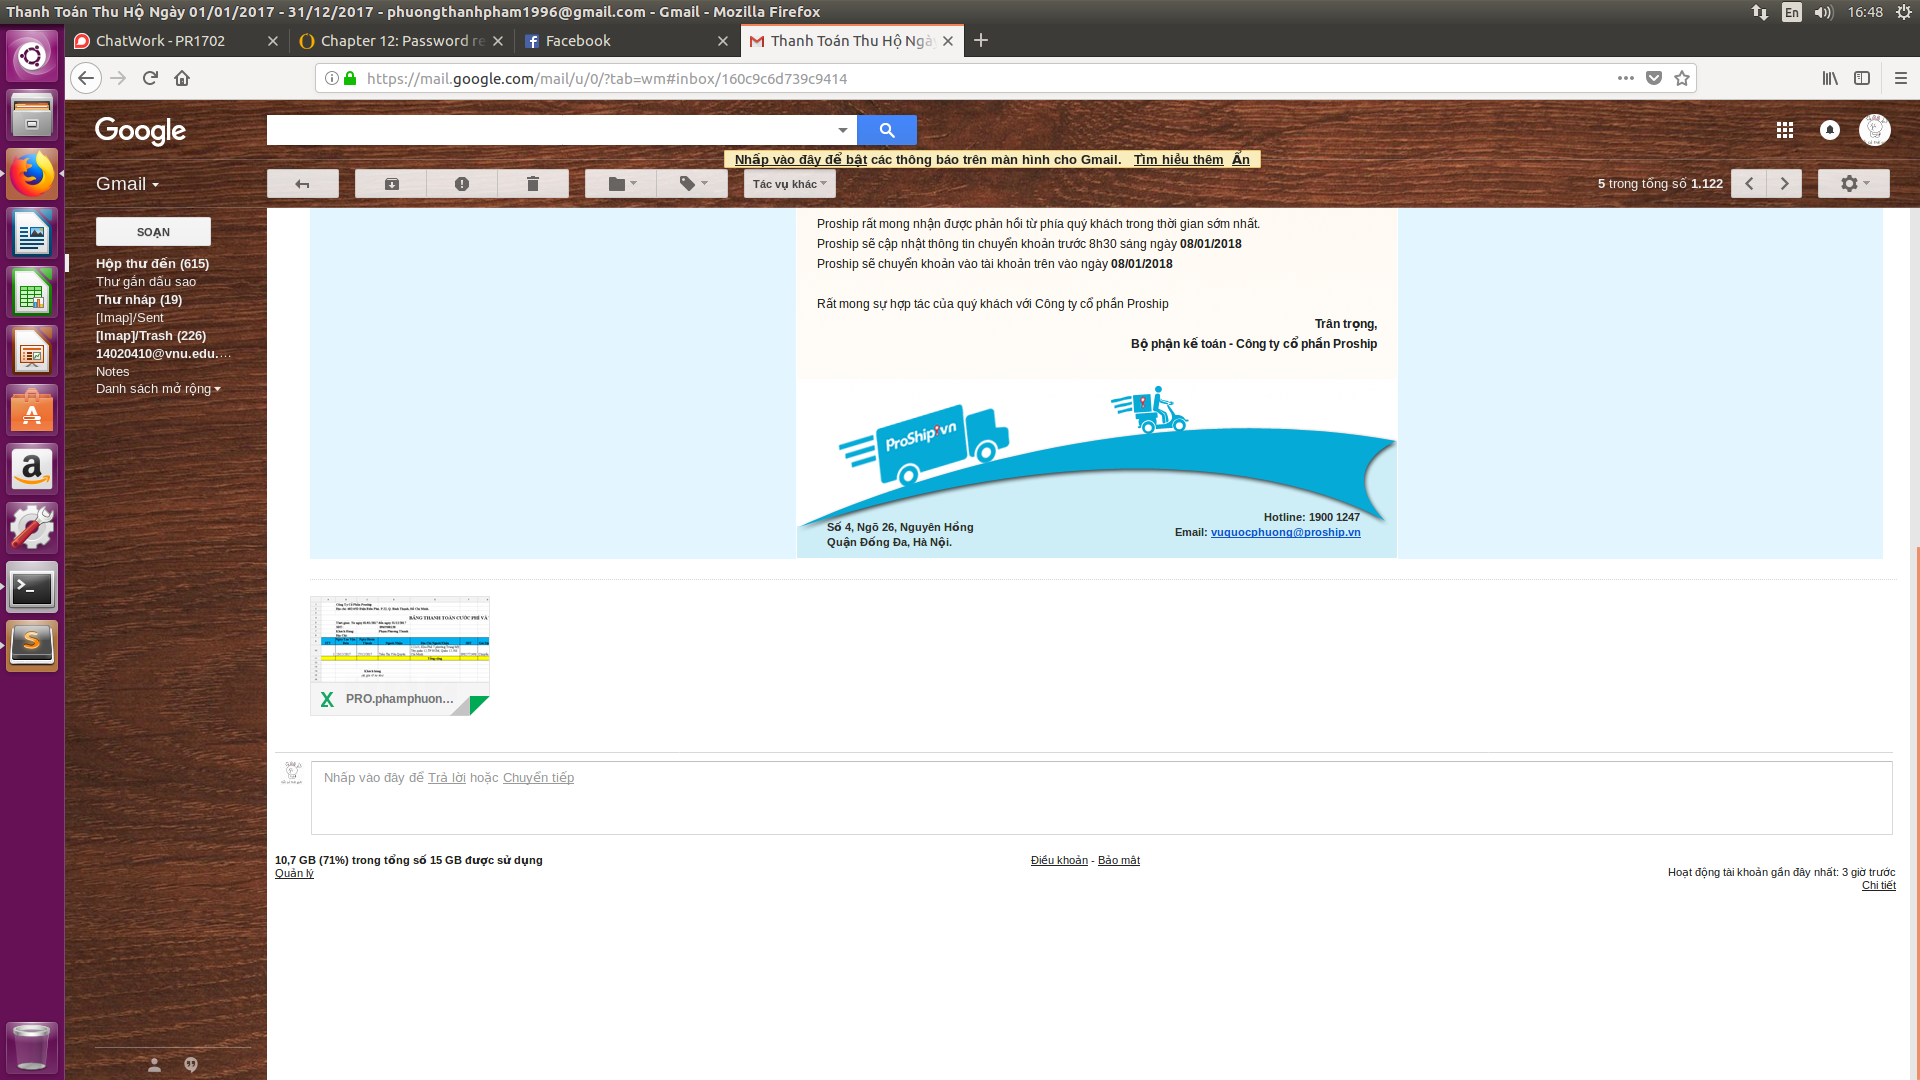 Thanh Toán Thu Hộ Ngày 01/01/2017 - 31/12/2017 - phuongthanhpham1996@gmail.com - Gmail - Mozilla Firefox
En
16:48
ChatWork - PR1702
Chapter 12: Password re
Facebook
Thanh Toán Thu Hộ Ngà
https://mail.google.com/mail/u/0/?tab=wm#inbox/160c9c6d739c9414
Google
Nhấp vào đây để bật các thông báo trên màn hình cho Gmail. Tìm hiểu thêm Ẩn
Gmail
Tác vụ khác
5 trong tổng số 1.122
SOẠN
Hộp thư đến (615)
Thư gắn dấu sao
Thư nháp (19)
[Imap]/Sent
[Imap]/Trash (226)
14020410@vnu.edu....
Notes
Danh sách mở rộng
Proship rất mong nhận được phản hồi từ phía quý khách trong thời gian sớm nhất.
Proship sẽ cập nhật thông tin chuyển khoản trước 8h30 sáng ngày 08/01/2018
Proship sẽ chuyển khoản vào tài khoản trên vào ngày 08/01/2018
Rất mong sự hợp tác của quý khách với Công ty cổ phần Proship
Trân trọng,
Bộ phận kế toán - Công ty cổ phần Proship
ProShip.vn
Số 4, Ngõ 26, Nguyên Hồng
Quận Đống Đa, Hà Nội.
Hotline: 1900 1247
Email: vuquocphuong@proship.vn
BẢNG THANH TOÁN CƯỚC PHÍ VÀ
PRO.phamphuon...
Nhấp vào đây để Trả lời hoặc Chuyển tiếp
10,7 GB (71%) trong tổng số 15 GB được sử dụng
Quản lý
Điều khoản - Bảo mật
Hoạt động tài khoản gần đây nhất: 3 giờ trước
Chi tiết